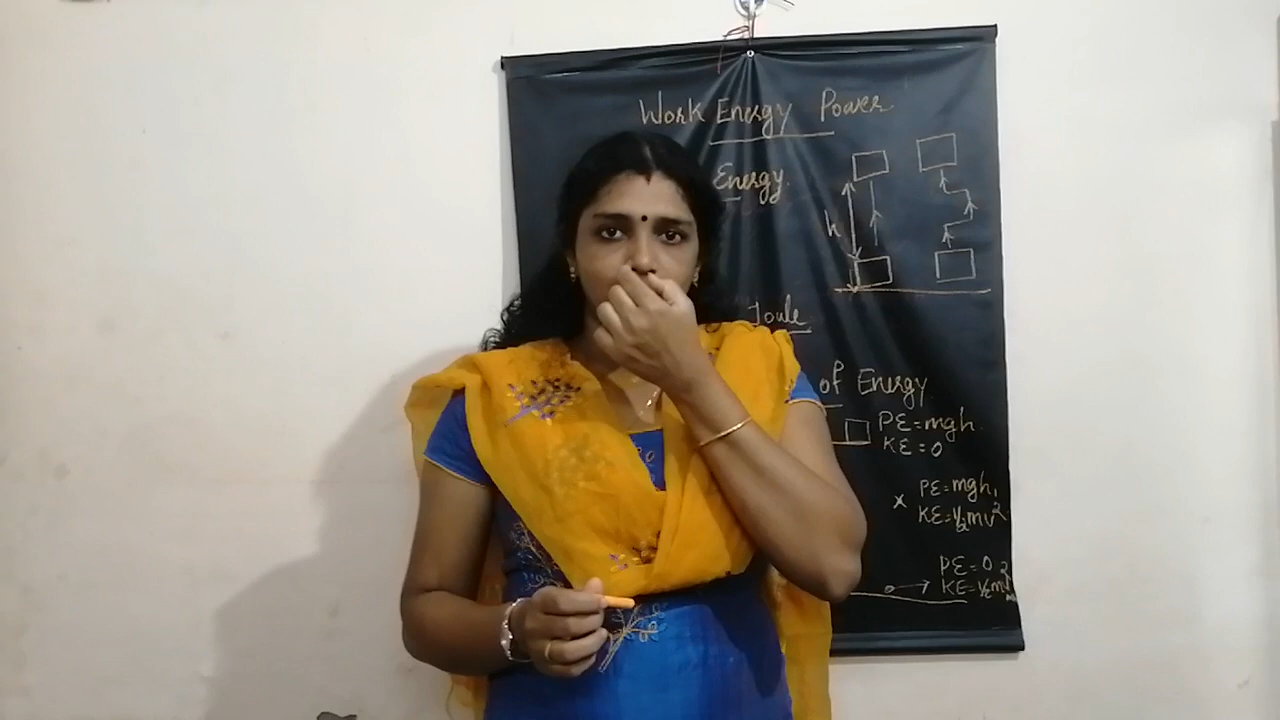 Work Energy Power
Energy.
h
Joule
of Energy
PE=mgh.
KE=0
x PE=mgh1
KE=½mv²
PE=0
KE=½mv²